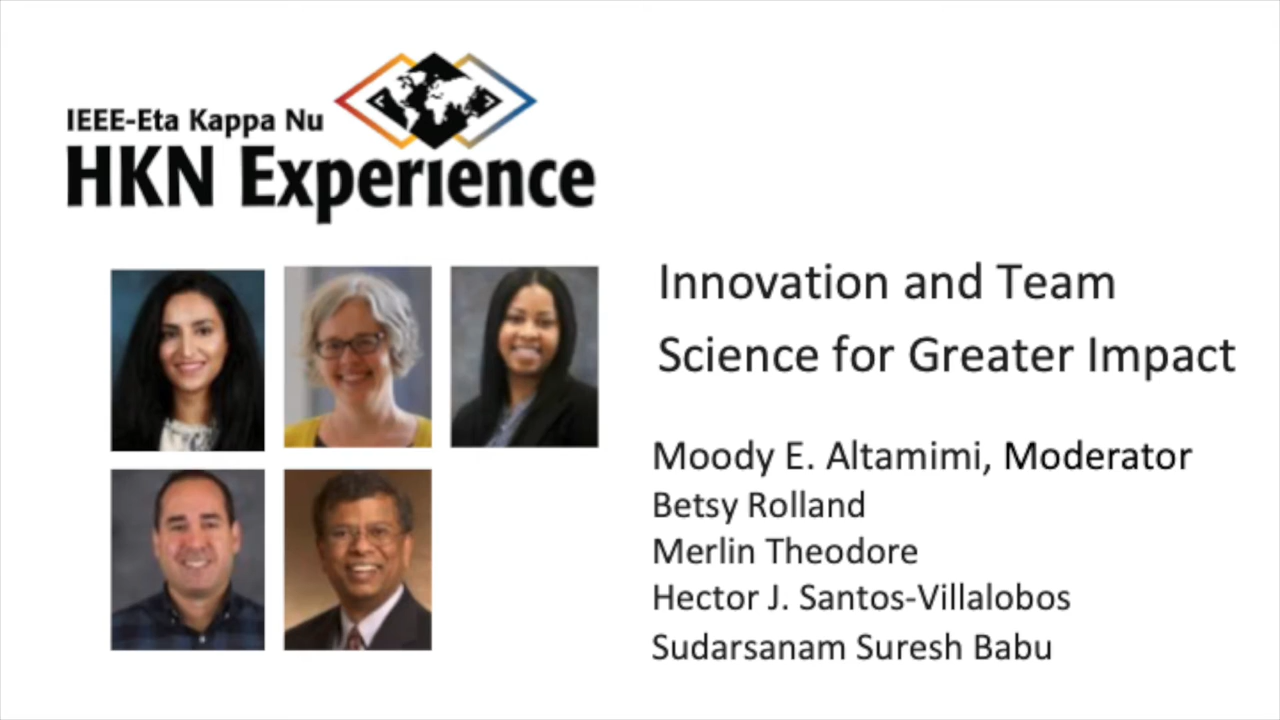 IEEE-Eta Kappa Nu
HKN Experience
Innovation and Team
Science for Greater Impact
Moody E. Altamimi, Moderator
Betsy Rolland
Merlin Theodore
Hector J. Santos-Villalobos
Sudarsanam Suresh Babu